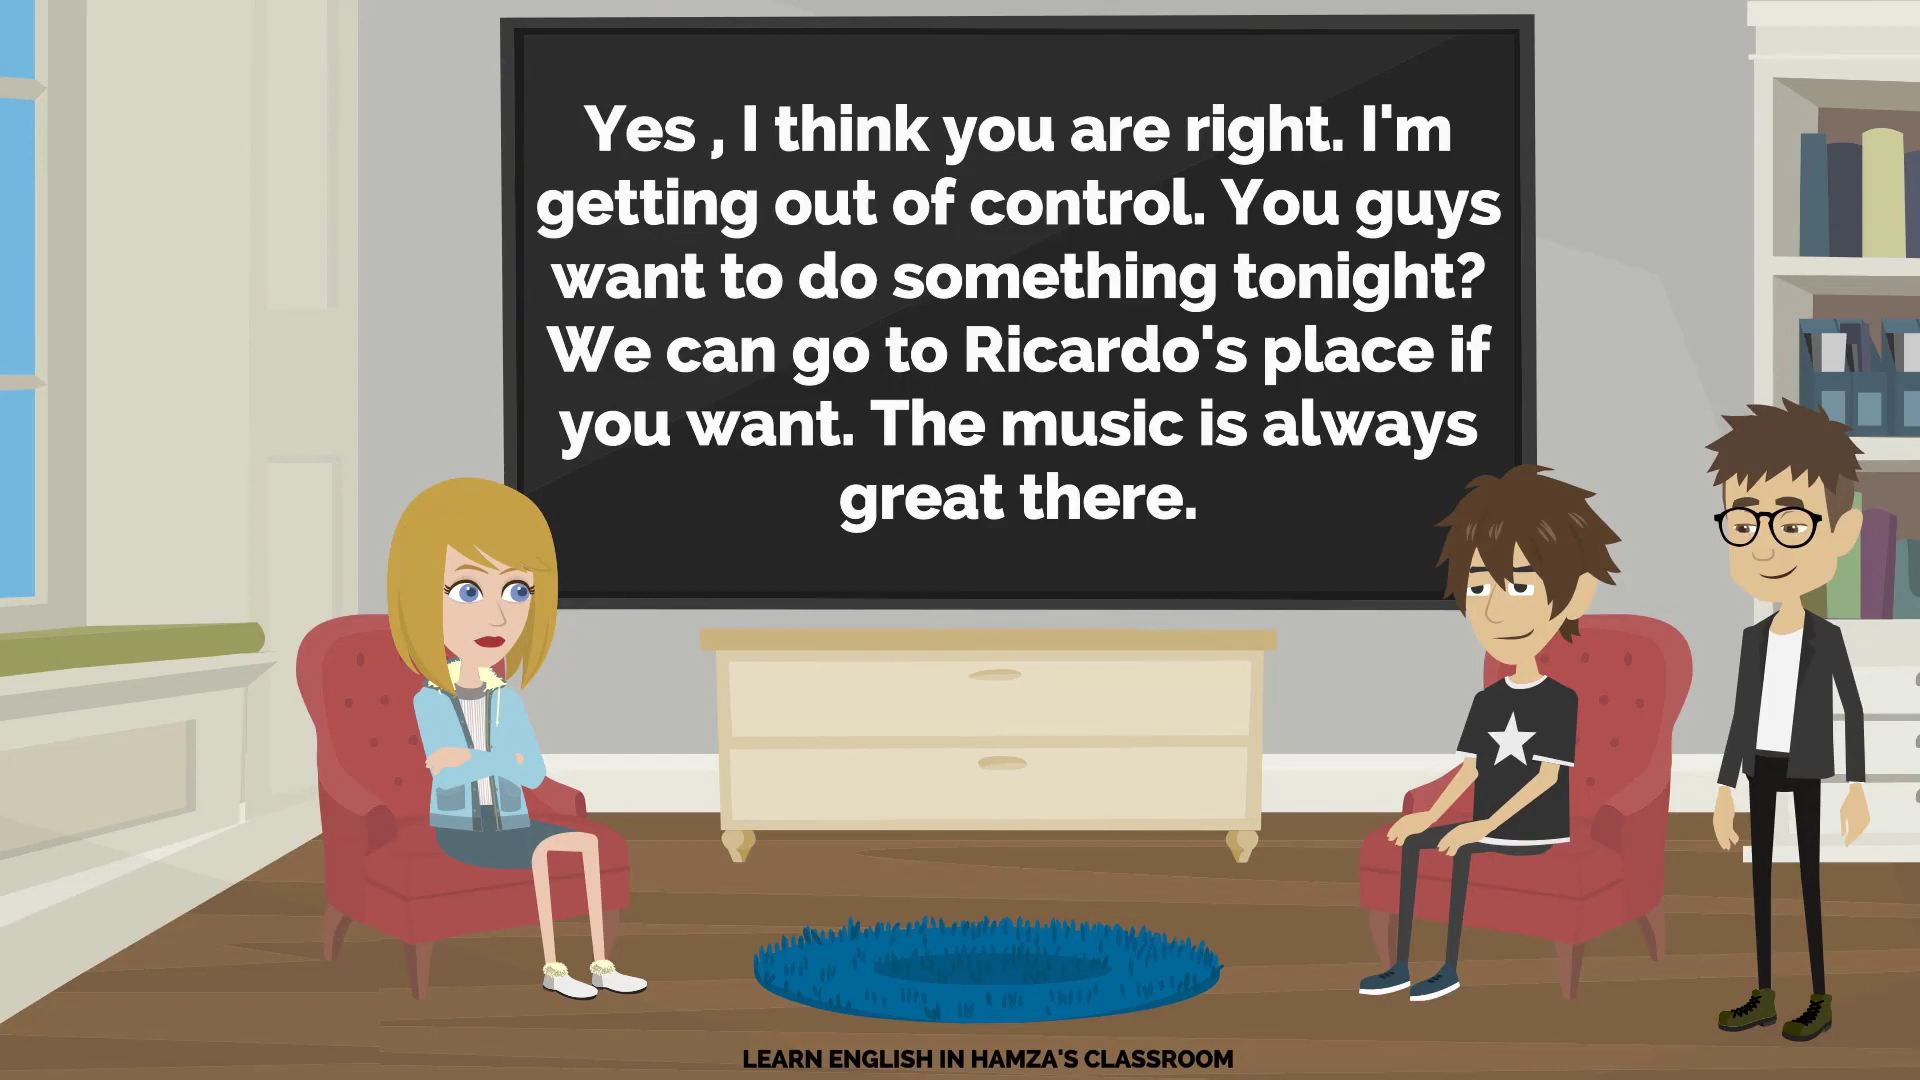 Yes , I think you are right. I'm
getting out of control. You guys
want to do something tonight?
We can go to Ricardo's place if
you want. The music is always
great there.
LEARN ENGLISH IN HAMZA'S CLASSROOM